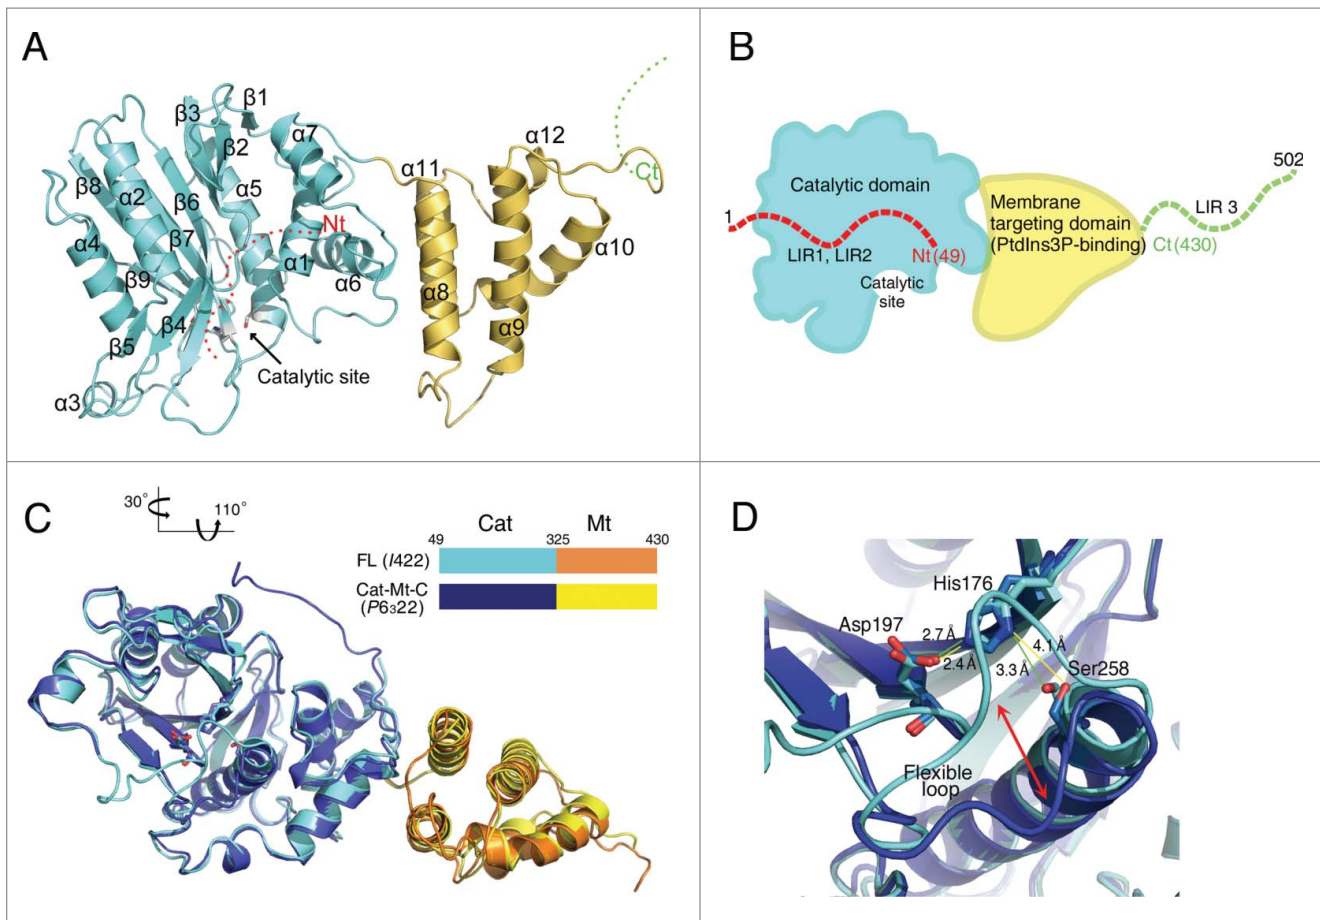 A
β1
β3
β2
α7
α12
α11
Ct
β8
α2
β6
α5
Nt
α4
β7
α1
α10
β9
α6
α8
β4
α9
β5
Catalytic site
α3
B
502
Catalytic domain
1
Membrane
targeting domain
(PtdIns3P-binding)
LIR 3
LIR1, LIR2
Nt(49)
Ct(430)
Catalytic
site
C
30°
110°
Cat
Mt
49
325
430
FL (I422)
Cat-Mt-C
(P6₃22)
D
His176
Asp197
2.7 Å
4.1 Å
2.4 Å
3.3 Å
Ser258
Flexible
loop